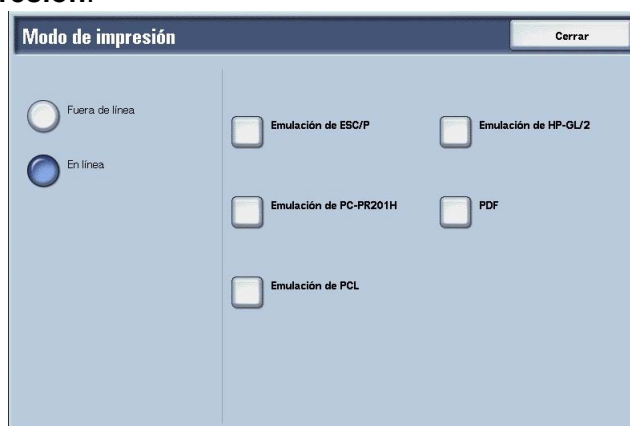 resión.
Modo de impresión
Cerrar
Fuera de línea
En línea
Emulación de ESC/P
Emulación de HP-GL/2
Emulación de PC-PR201H
PDF
Emulación de PCL